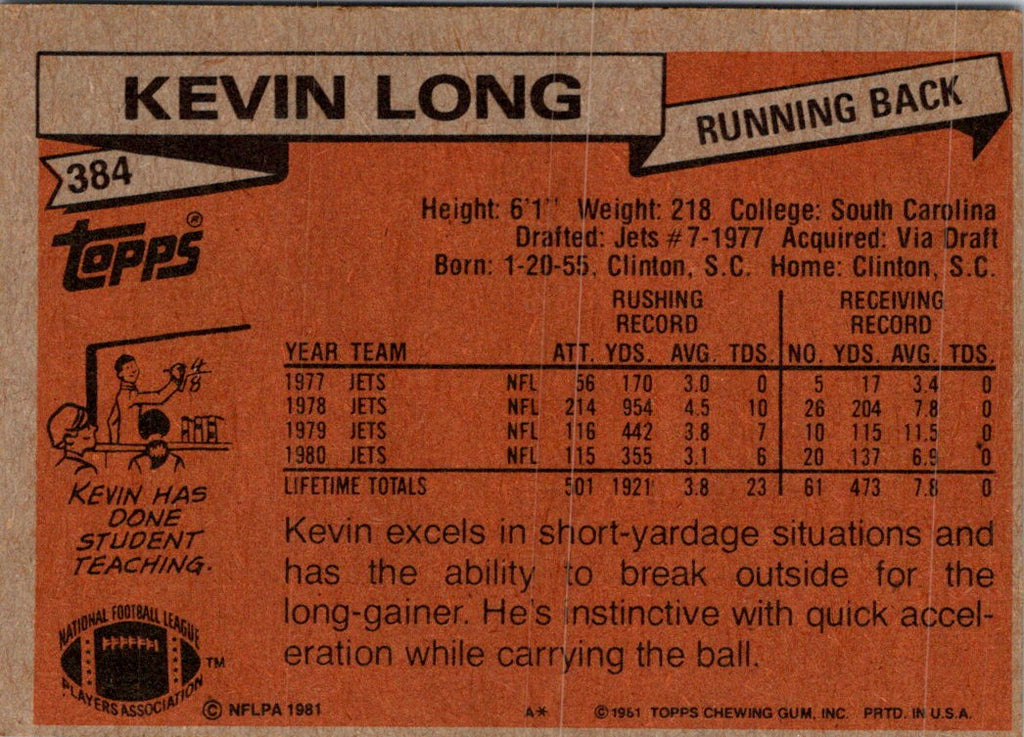 KEVIN LONG
RUNNING BACK
384
TOPPS®
Height: 6'1" Weight: 218 College: South Carolina
Drafted: Jets #7-1977 Acquired: Via Draft
Born: 1-20-55, Clinton, S.C. Home: Clinton, S.C.
RUSHING RECORD RECEIVING RECORD
YEAR TEAM ATT. YDS. AVG. TDS. NO. YDS. AVG. TDS.
1977 JETS NFL 56 170 3.0 0 5 17 3.4 0
1978 JETS NFL 214 954 4.5 10 26 204 7.8 0
1979 JETS NFL 116 442 3.8 7 10 115 11.5 0
1980 JETS NFL 115 355 3.1 6 20 137 6.9 0
LIFETIME TOTALS 501 1921 3.8 23 61 473 7.8 0
4/8
KEVIN HAS
DONE
STUDENT
TEACHING.
Kevin excels in short-yardage situations and
has the ability to break outside for the
long-gainer. He's instinctive with quick accel-
eration while carrying the ball.
NATIONAL FOOTBALL LEAGUE
PLAYERS ASSOCIATION
TM
© NFLPA 1981 A* © 1981 TOPPS CHEWING GUM, INC. PRTD. IN U.S.A.